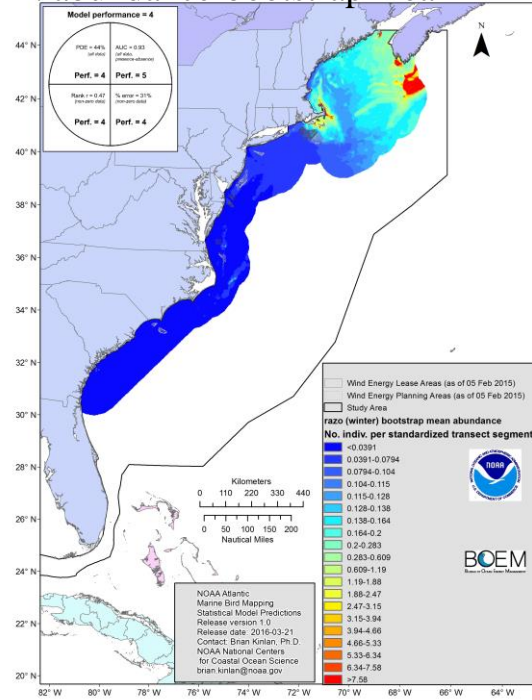 Model performance = 4
PDE = 44%
(all data)
Perf. = 4
AUC = 0.93
(all data,
presence-absence)
Perf. = 5
Rank r = 0.47
(non-zero data)
Perf. = 4
% error = 31%
(non-zero data)
Perf. = 4
N
44°N
42°N
40°N
38°N
36°N
34°N
32°N
30°N
28°N
26°N
24°N
22°N
20°N
Kilometers
0 110 220 330 440
0 50 100 150 200
Nautical Miles
NOAA Atlantic
Marine Bird Mapping
Statistical Model Predictions
Release version 1.0
Release date: 2016-03-21
Contact: Brian Kinlan, Ph.D.
NOAA National Centers
for Coastal Ocean Science
brian.kinlan@noaa.gov
Wind Energy Lease Areas (as of 05 Feb 2015)
Wind Energy Planning Areas (as of 05 Feb 2015)
Study Area
razo (winter) bootstrap mean abundance
No. indiv. per standardized transect segment
<0.0391
0.0391-0.0794
0.0794-0.104
0.104-0.115
0.115-0.128
0.128-0.138
0.138-0.164
0.164-0.2
0.2-0.283
0.283-0.609
0.609-1.19
1.19-1.88
1.88-2.47
2.47-3.15
3.15-3.94
3.94-4.66
4.66-5.33
5.33-6.34
6.34-7.58
>7.58
NOAA
BOEM
Bureau of Ocean Energy Management
82°W 80°W 78°W 76°W 74°W 72°W 70°W 68°W 66°W 64°W